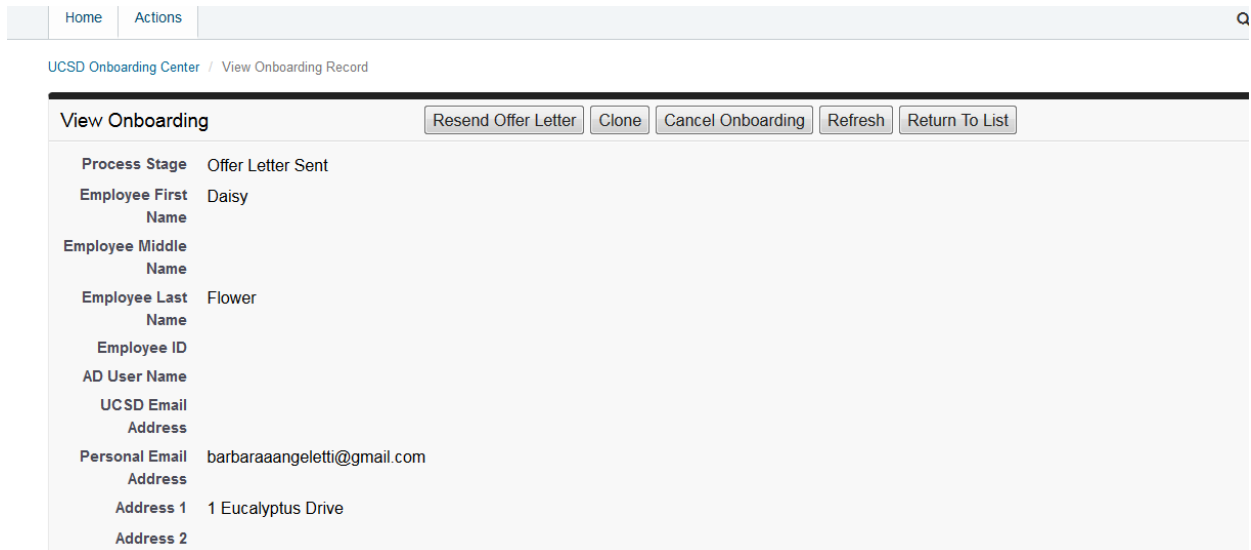 Home Actions
UCSD Onboarding Center / View Onboarding Record
View Onboarding Resend Offer Letter Clone Cancel Onboarding Refresh Return To List
Process Stage Offer Letter Sent
Employee First Daisy
Name
Employee Middle
Name
Employee Last Flower
Name
Employee ID
AD User Name
UCSD Email
Address
Personal Email barbaraaangeletti@gmail.com
Address
Address 1 1 Eucalyptus Drive
Address 2